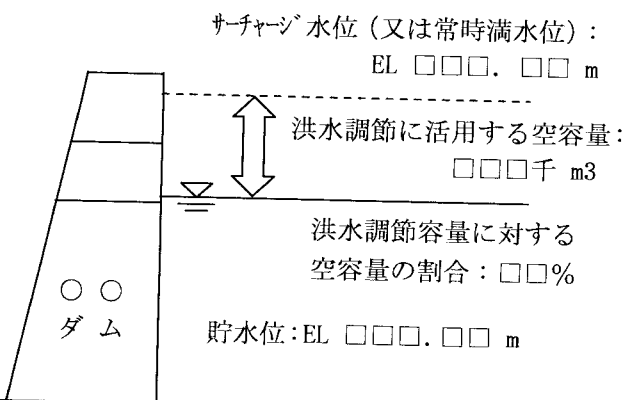 サーチャージ水位（又は常時満水位）：
EL □□□．□□ m
洪水調節に活用する空容量：
□□□千 m3
洪水調節容量に対する
空容量の割合：□□%
○ ○
ダ ム
貯水位：EL □□□．□□ m